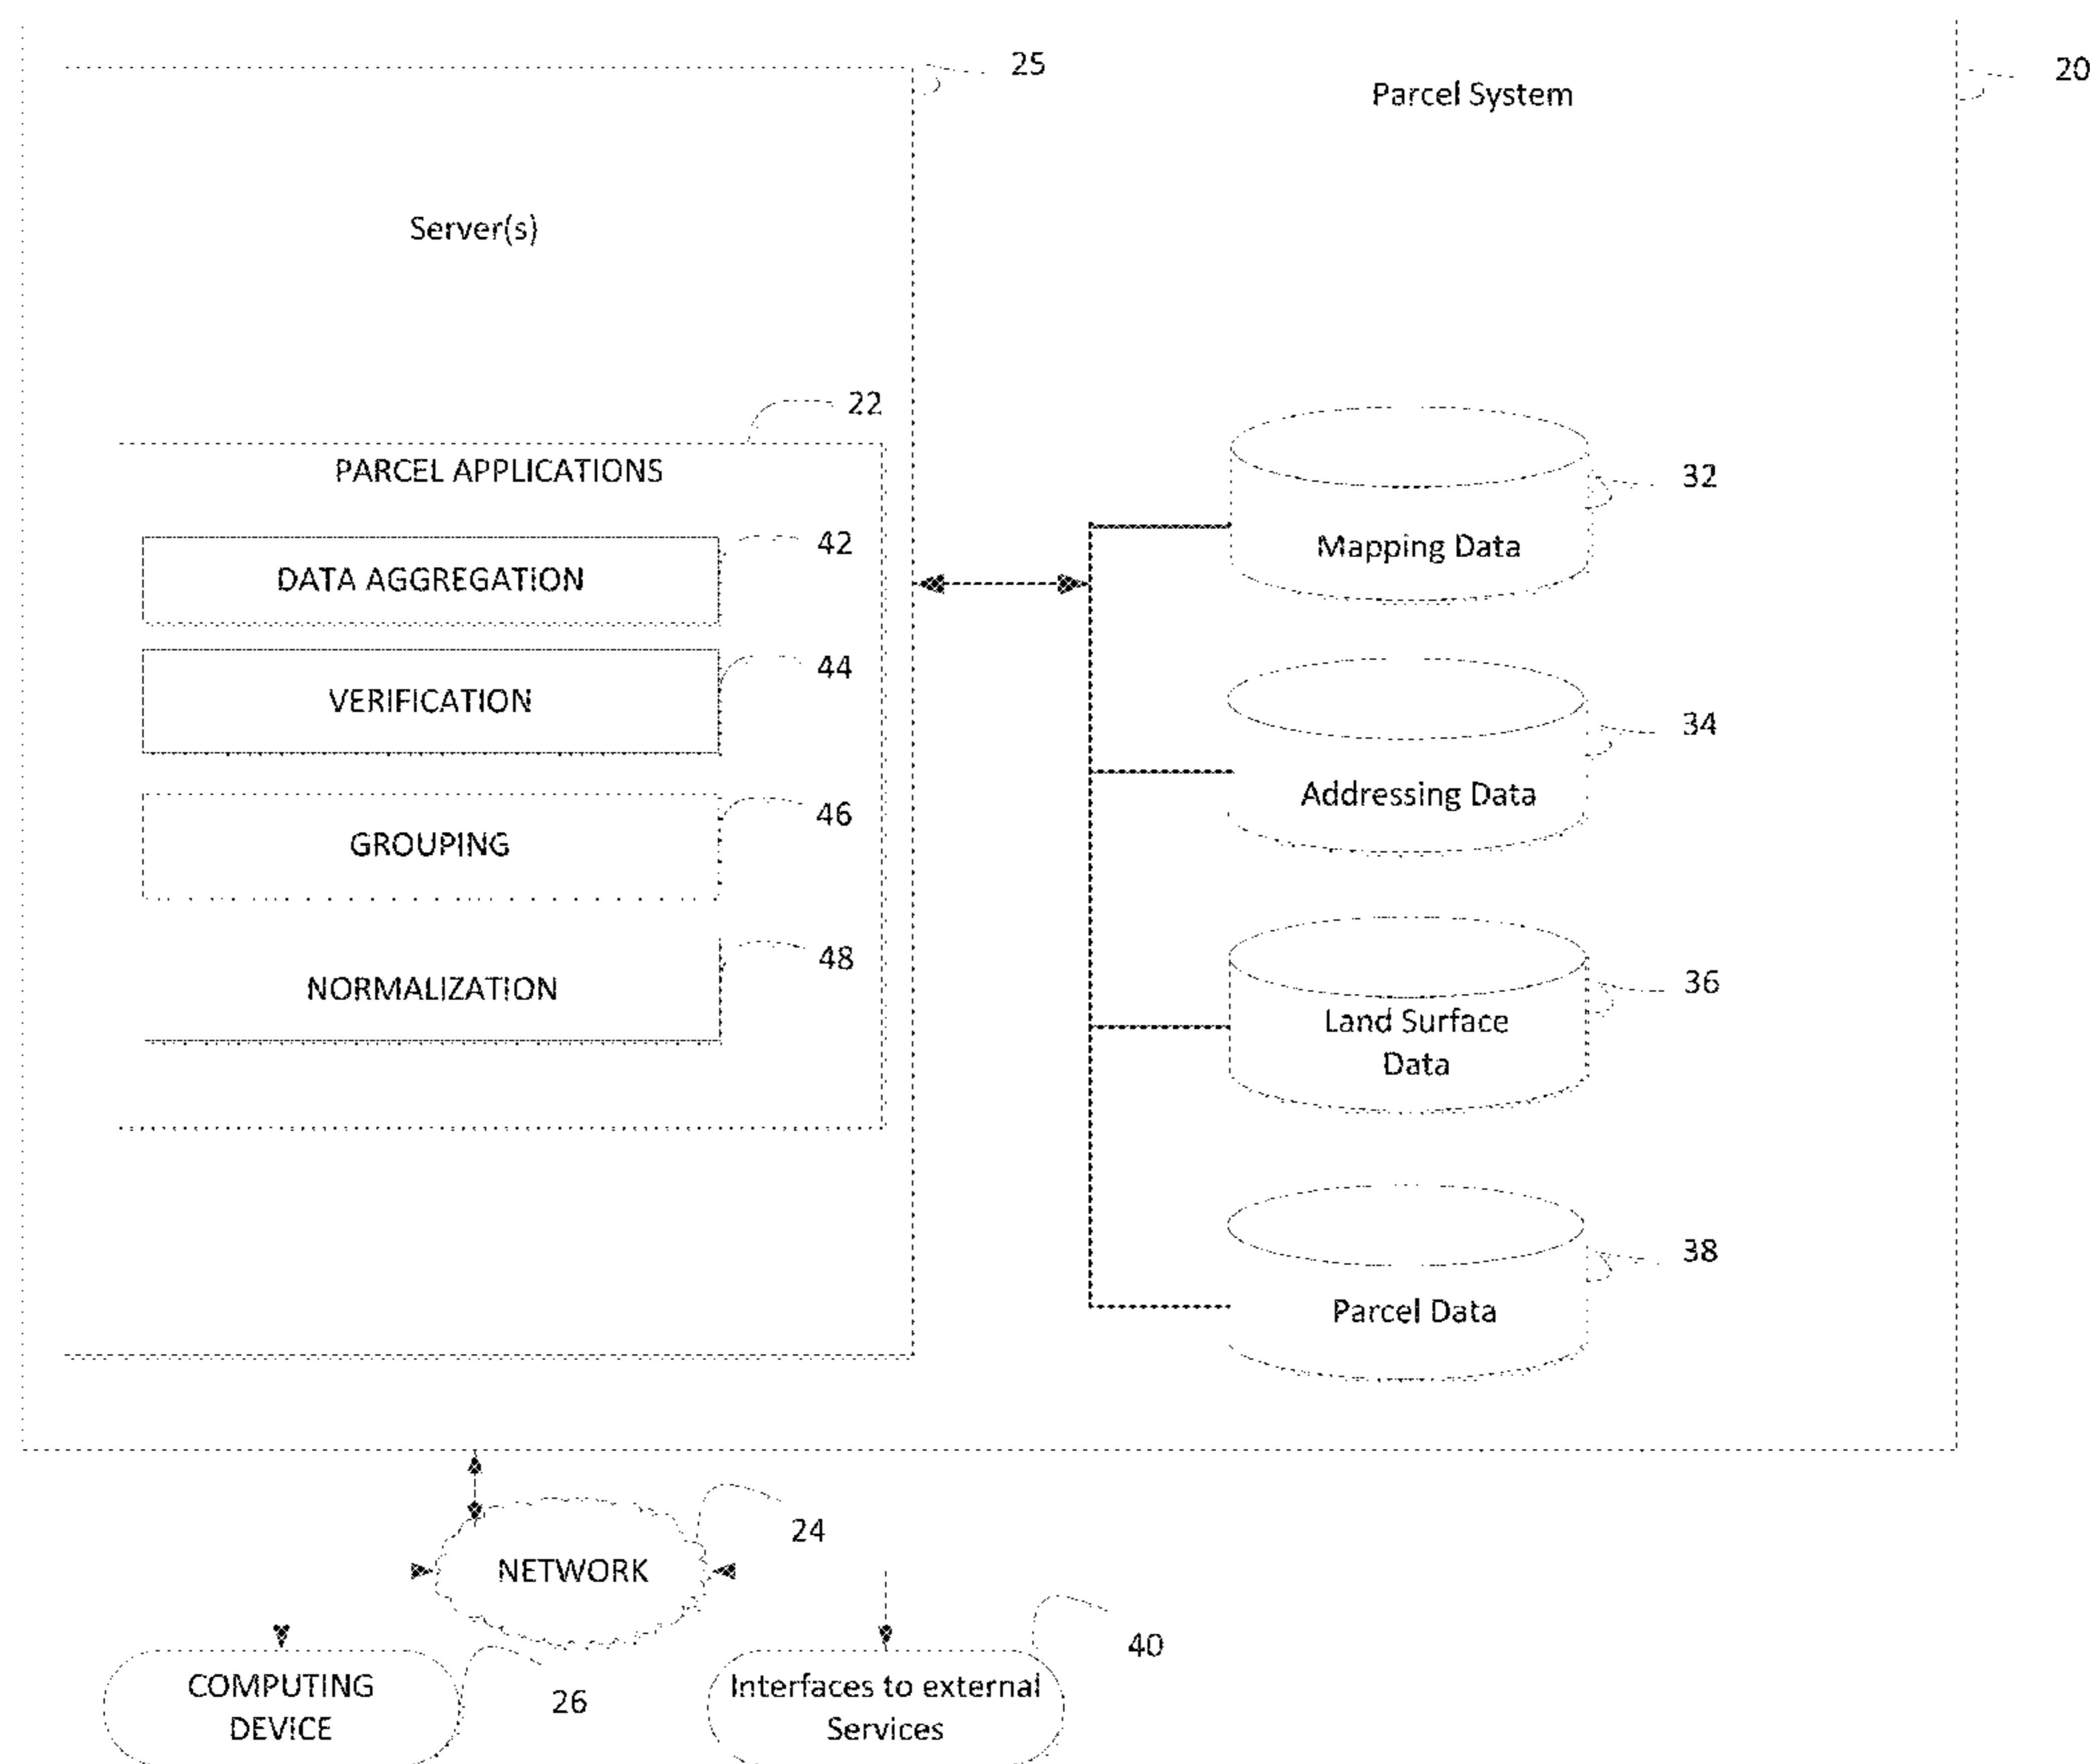 25
20
Parcel System
Server(s)
22
PARCEL APPLICATIONS
42
DATA AGGREGATION
44
VERIFICATION
46
GROUPING
48
NORMALIZATION
32
Mapping Data
34
Addressing Data
36
Land Surface
Data
38
Parcel Data
24
NETWORK
40
COMPUTING
DEVICE
26
Interfaces to external
Services